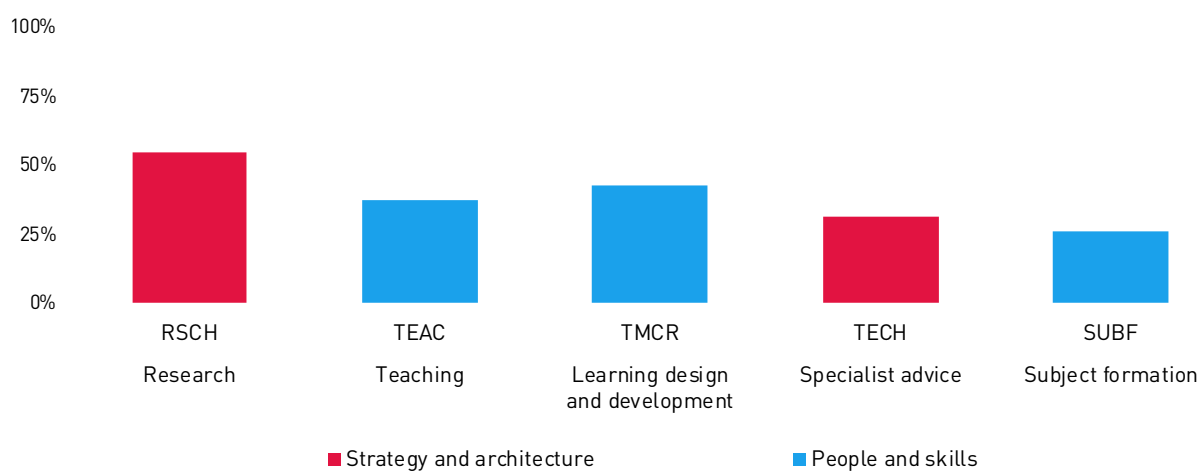 100%
75%
50%
25%
0%
RSCH
TEAC
TMCR
TECH
SUBF
Research
Teaching
Learning design
and development
Specialist advice
Subject formation
Strategy and architecture
People and skills